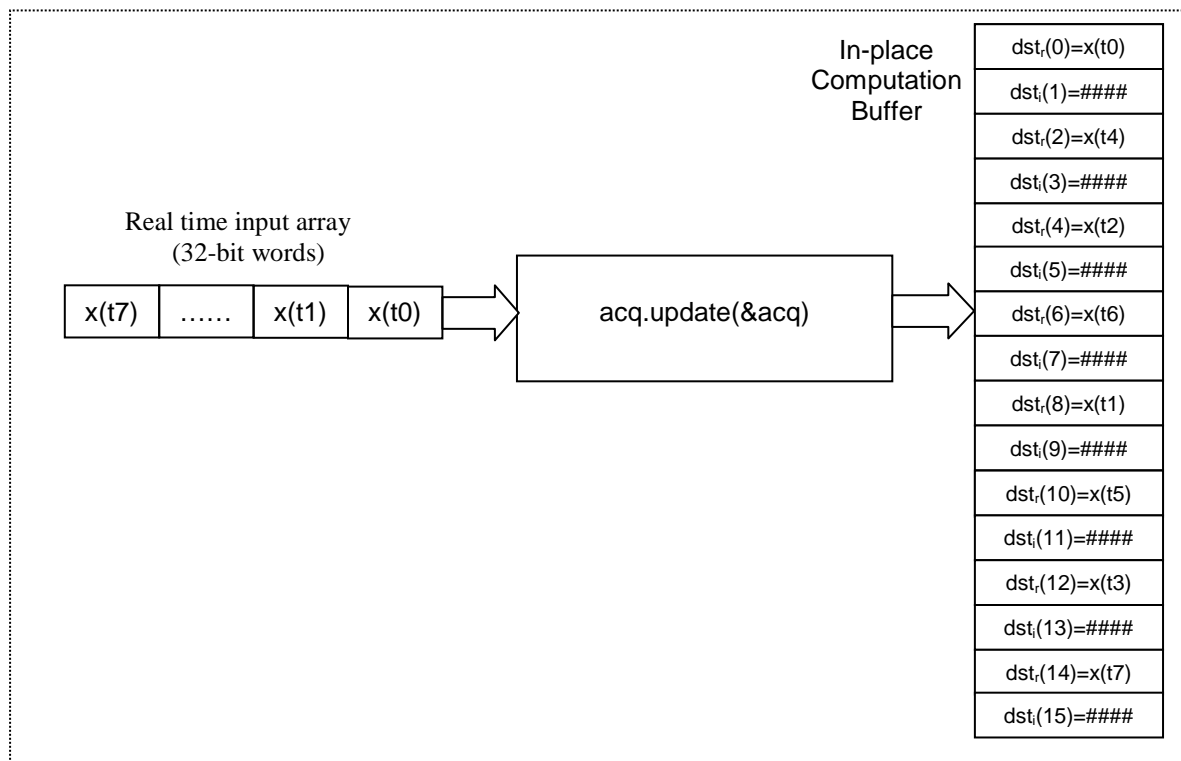 In-place
Computation
Buffer
dstᵣ(0)=x(t0)
dstᵢ(1)=####
dstᵣ(2)=x(t4)
dstᵢ(3)=####
dstᵣ(4)=x(t2)
dstᵢ(5)=####
dstᵣ(6)=x(t6)
dstᵢ(7)=####
dstᵣ(8)=x(t1)
dstᵢ(9)=####
dstᵣ(10)=x(t5)
dstᵢ(11)=####
dstᵣ(12)=x(t3)
dstᵢ(13)=####
dstᵣ(14)=x(t7)
dstᵢ(15)=####
Real time input array
(32-bit words)
x(t7) ...... x(t1) x(t0)
acq.update(&acq)